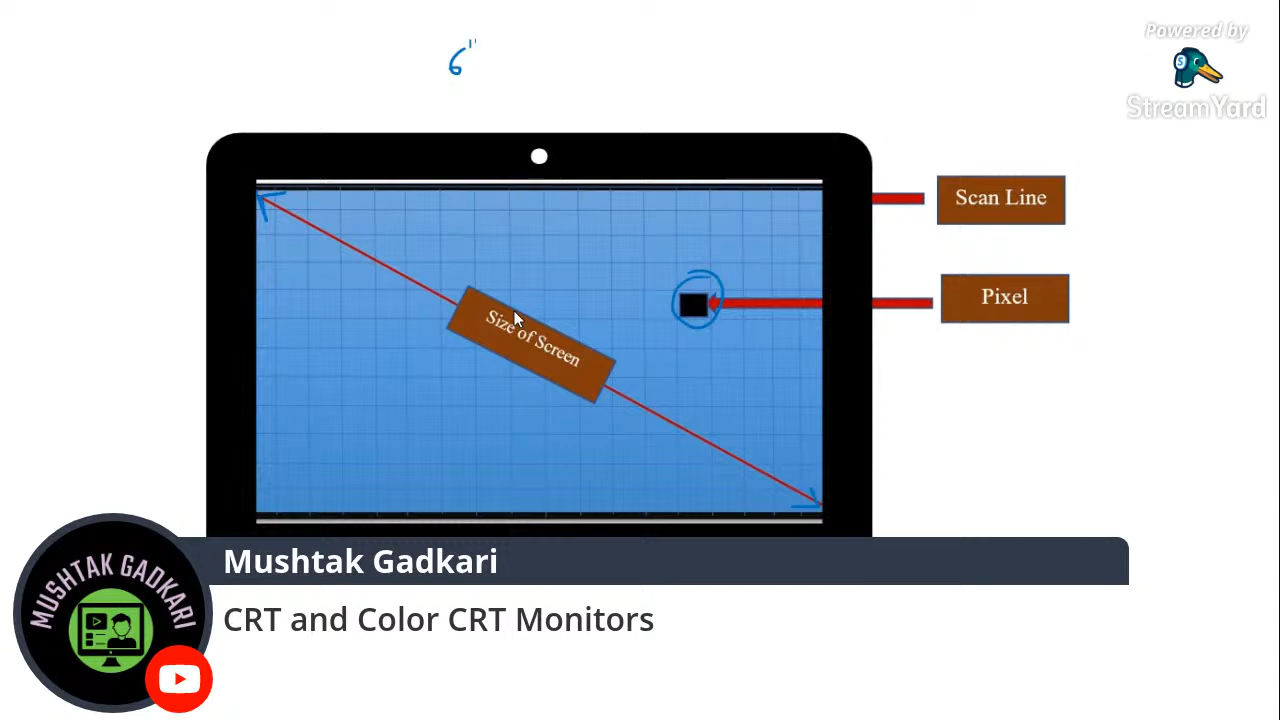 6"
Powered by
StreamYard
Scan Line
Pixel
Size of Screen
MUSHTAK GADKARI
Mushtak Gadkari
CRT and Color CRT Monitors